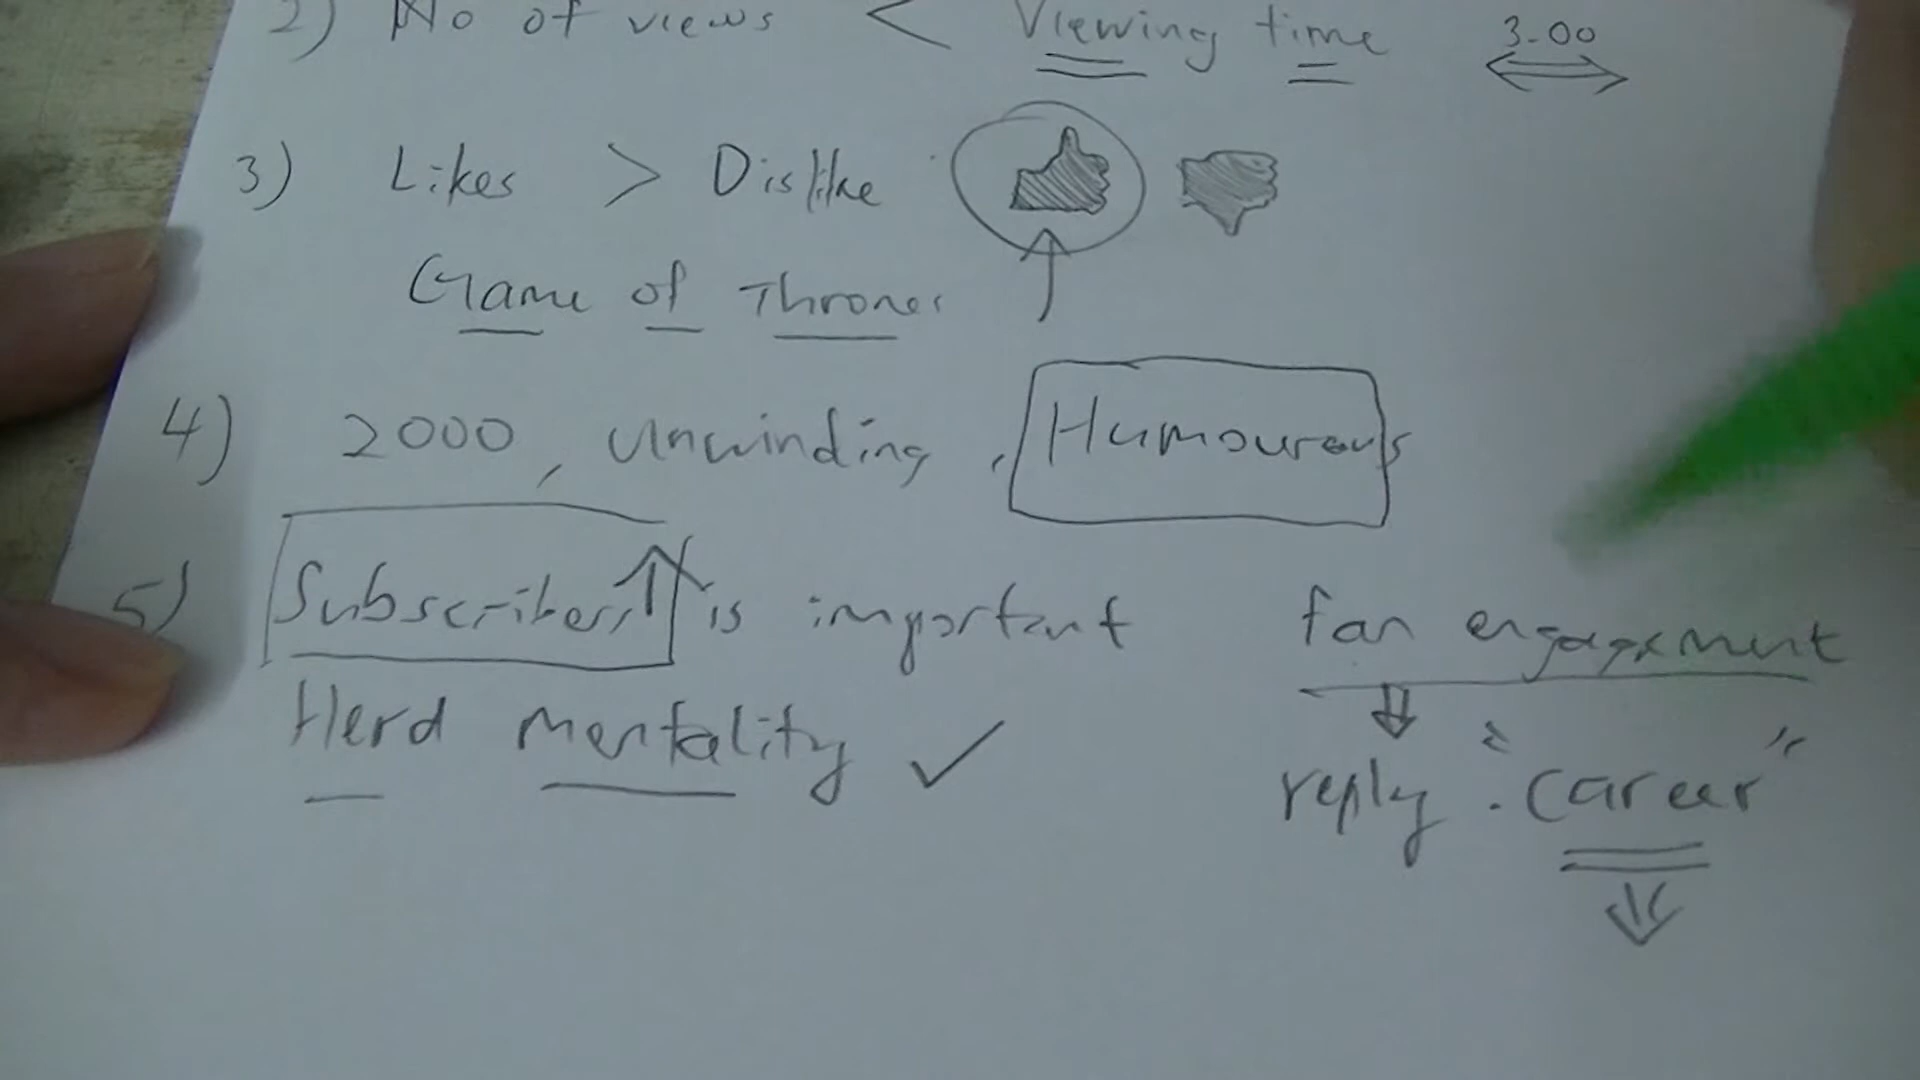 2) No of views < Viewing time 3.00
3) Likes > Dislike
Game of Thrones
4) 2000, unwinding, Humourous
5) Subscribers is important fan engagement
Herd mentality ✓ reply "career"